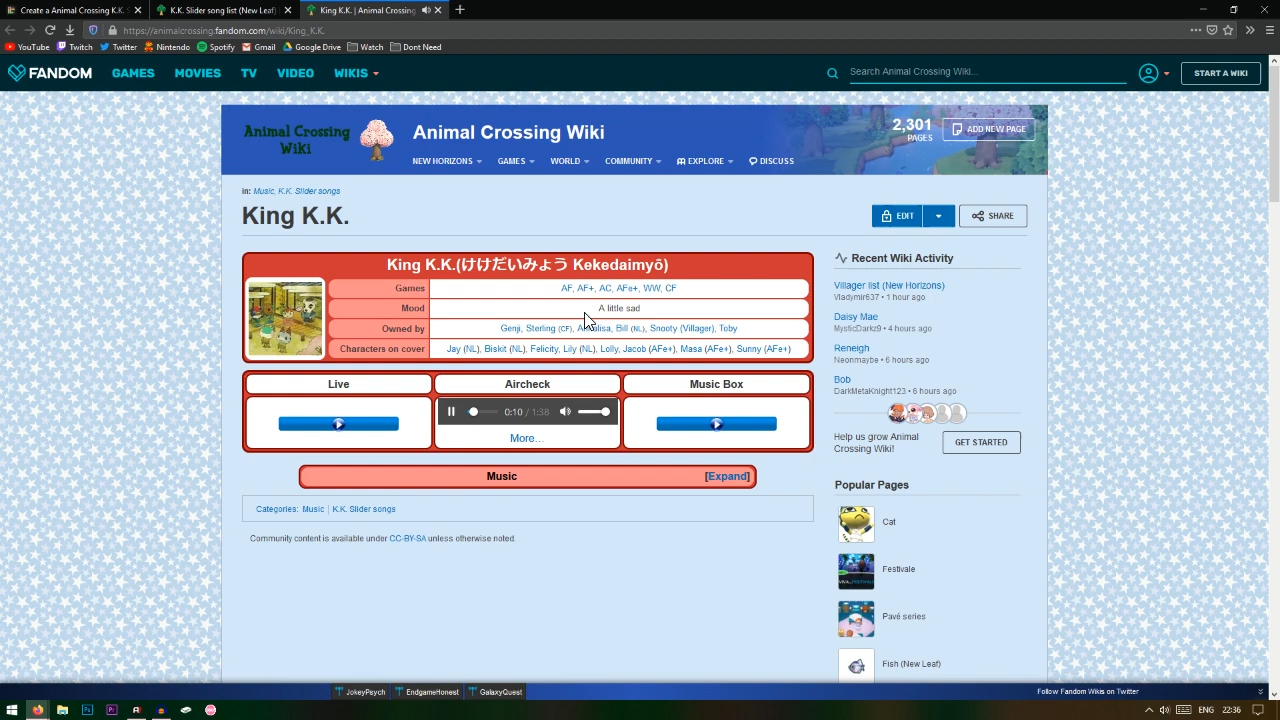 Create a Animal Crossing K.K. S
K.K. Slider song list (New Leaf)
King K.K. | Animal Crossing
https://animalcrossing.fandom.com/wiki/King_K.K.
YouTube Twitch Twitter Nintendo Spotify Gmail Google Drive Watch Dont Need
FANDOM GAMES MOVIES TV VIDEO WIKIS Search Animal Crossing Wiki... START A WIKI
Animal Crossing Wiki
Animal Crossing Wiki
2,301 PAGES
ADD NEW PAGE
NEW HORIZONS GAMES WORLD COMMUNITY EXPLORE DISCUSS
in: Music, K.K. Slider songs
King K.K.
EDIT SHARE
King K.K.(けけだいみょう Kekedaimyō)
Games AF, AF+, AC, AFe+, WW, CF
Mood A little sad
Owned by Genji, Sterling (CF), Bill (NL), Snooty (Villager), Toby
Characters on cover Jay (NL), Biskit (NL), Felicity, Lily (NL), Lolly, Jacob (AFe+), Masa (AFe+), Sunny (AFe+)
Live Aircheck Music Box
0:10 / 1:38
More...
Music [Expand]
Categories: Music K.K. Slider songs
Community content is available under CC-BY-SA unless otherwise noted.
Recent Wiki Activity
Villager list (New Horizons)
Vladymir637 • 1 hour ago
Daisy Mae
MysticDarkz9 • 4 hours ago
Reneigh
Neonmaybe • 6 hours ago
Bob
DarkMetaKnight123 • 6 hours ago
Help us grow Animal Crossing Wiki!
GET STARTED
Popular Pages
Cat
Festivale
Pavé series
Fish (New Leaf)
JokeyPsych EndgameHonest GalaxyQuest Follow Fandom Wikis on Twitter
ENG 22:36